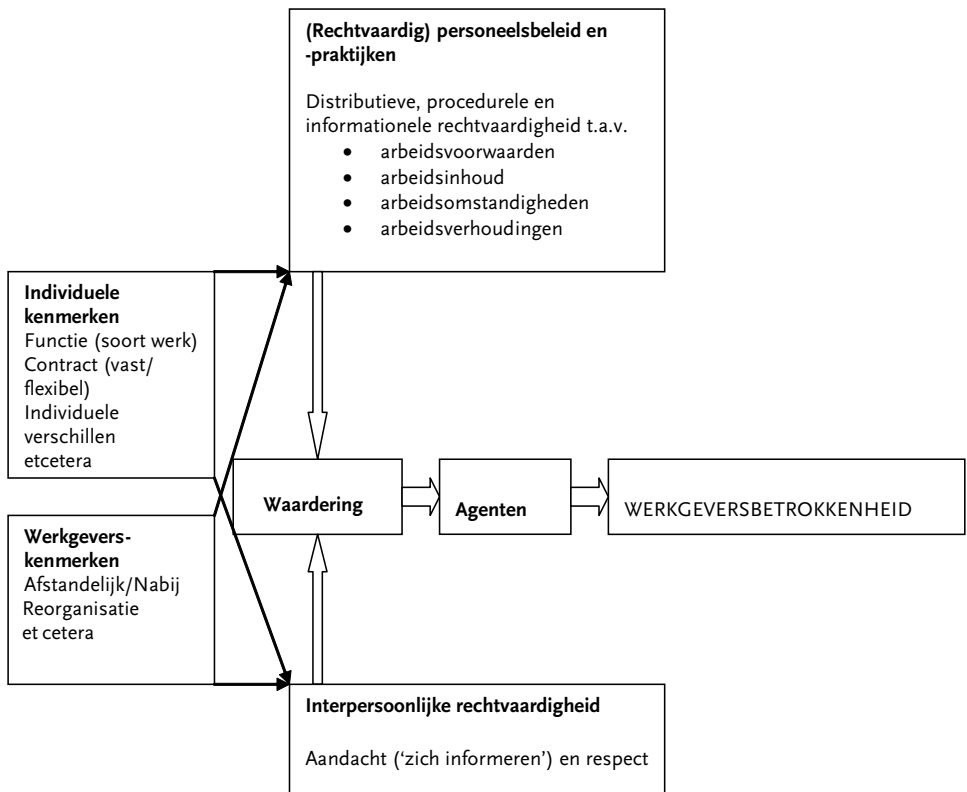 (Rechtvaardig) personeelsbeleid en
-praktijken
Distributieve, procedurele en
informationele rechtvaardigheid t.a.v.
• arbeidsvoorwaarden
• arbeidsinhoud
• arbeidsomstandigheden
• arbeidsverhoudingen
Individuele
kenmerken
Functie (soort werk)
Contract (vast/
flexibel)
Individuele
verschillen
etcetera
Waardering
Agenten
WERKGEVERSBETROKKENHEID
Werkgevers-
kenmerken
Afstandelijk/Nabij
Reorganisatie
et cetera
Interpersoonlijke rechtvaardigheid
Aandacht (‘zich informeren’) en respect